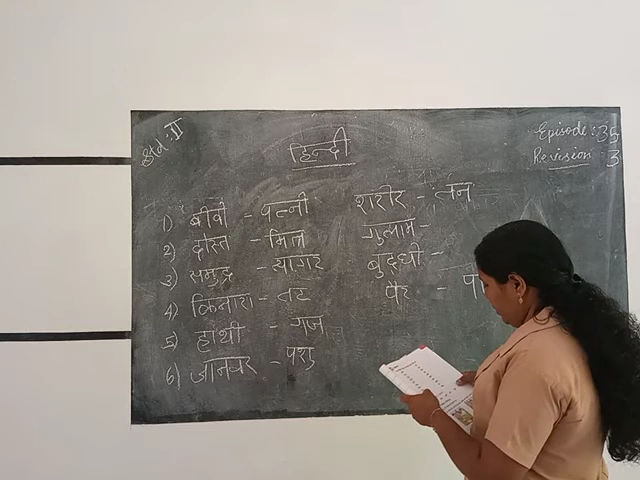 Std: II
Episode: 35
Revision: 3
हिन्दी
1) बीवी - पत्नी
2) दोस्त - मित्र
3) समुद्र - सागर
4) किनारा - तट
5) हाथी - गज
6) जानवर - पशु
शरीर - तन
गुलाम -
बुद्धी -
पैर -